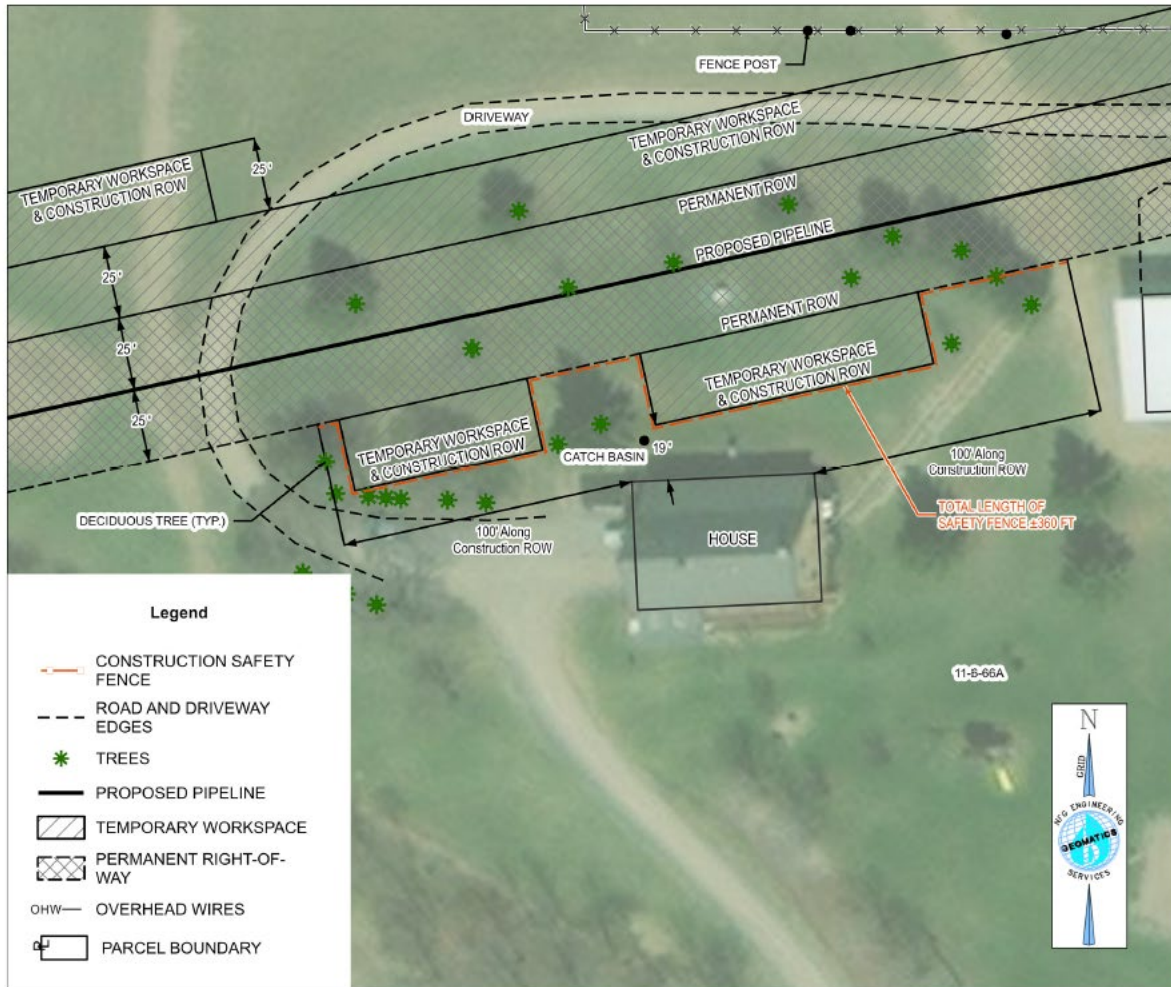 FENCE POST
DRIVEWAY
TEMPORARY WORKSPACE
& CONSTRUCTION ROW
TEMPORARY WORKSPACE
& CONSTRUCTION ROW
25'
PERMANENT ROW
PROPOSED PIPELINE
25'
25'
PERMANENT ROW
25'
TEMPORARY WORKSPACE
& CONSTRUCTION ROW
TEMPORARY WORKSPACE
& CONSTRUCTION ROW
CATCH BASIN
19'
100' Along
Construction ROW
DECIDUOUS TREE (TYP.)
TOTAL LENGTH OF
SAFETY FENCE ±360 FT
100' Along
Construction ROW
HOUSE
11-6-66A
Legend
CONSTRUCTION SAFETY
FENCE
ROAD AND DRIVEWAY
EDGES
TREES
PROPOSED PIPELINE
TEMPORARY WORKSPACE
PERMANENT RIGHT-OF-
WAY
OHW OVERHEAD WIRES
PARCEL BOUNDARY
N
GRID
NFG ENGINEERING
GEOMATICS
SERVICES